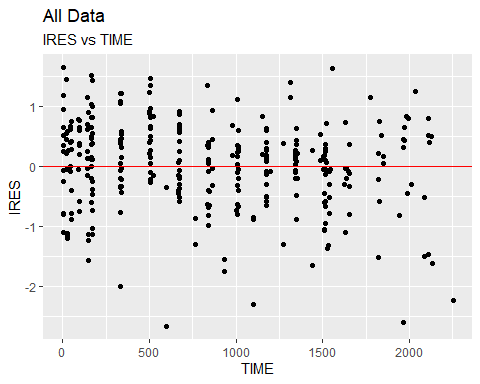 All Data
IRES vs TIME
IRES
1
0
-1
-2
0
500
1000
1500
2000
TIME